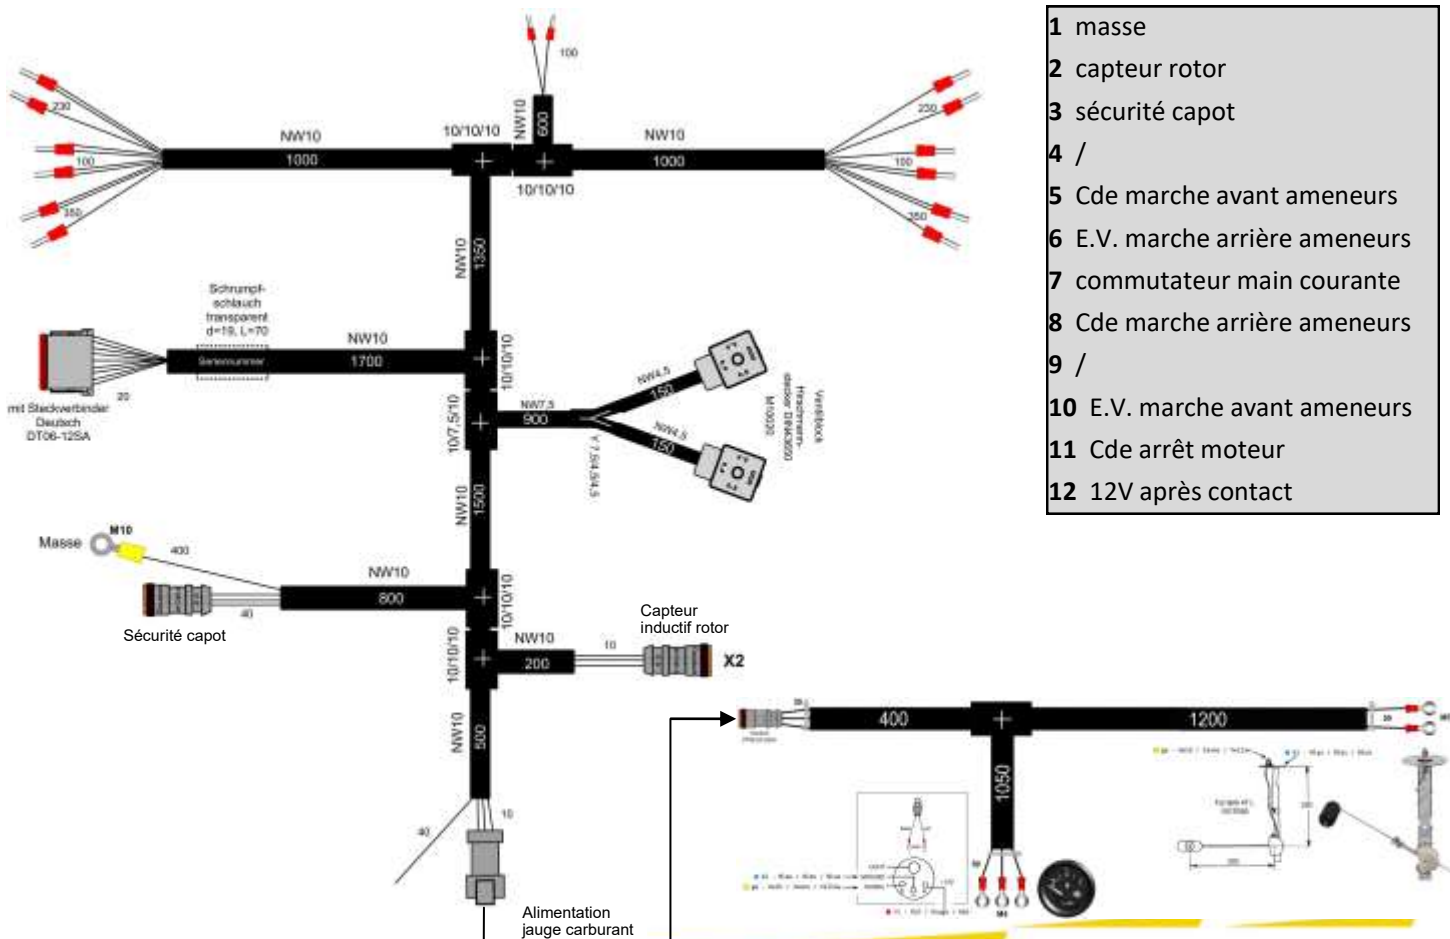 1 masse
2 capteur rotor
3 sécurité capot
4 /
5 Cde marche avant ameneurs
6 E.V. marche arrière ameneurs
7 commutateur main courante
8 Cde marche arrière ameneurs
9 /
10 E.V. marche avant ameneurs
11 Cde arrêt moteur
12 12V après contact
100
230
100
350
NW10
1000
10/10/10
NW10
600
10/10/10
NW10
1000
230
100
350
NW10
1350
Schrumpf-
schlauch
transparent
d=19, L=70
Seriennummer
NW10
1700
10/10/10
20
mit Steckverbinder
Deutsch
DT06-12SA
10/7,5/10
NW7,5
900
NW4,5
150
NW4,5
150
Y 7,5/4,5/4,5
Ventilblock
NW10
1500
Masse
M10
400
NW10
800
10/10/10
40
Sécurité capot
10/10/10
NW10
200
10
Capteur
inductif rotor
X2
NW10
500
40
10
Alimentation
jauge carburant
400
1200
1050